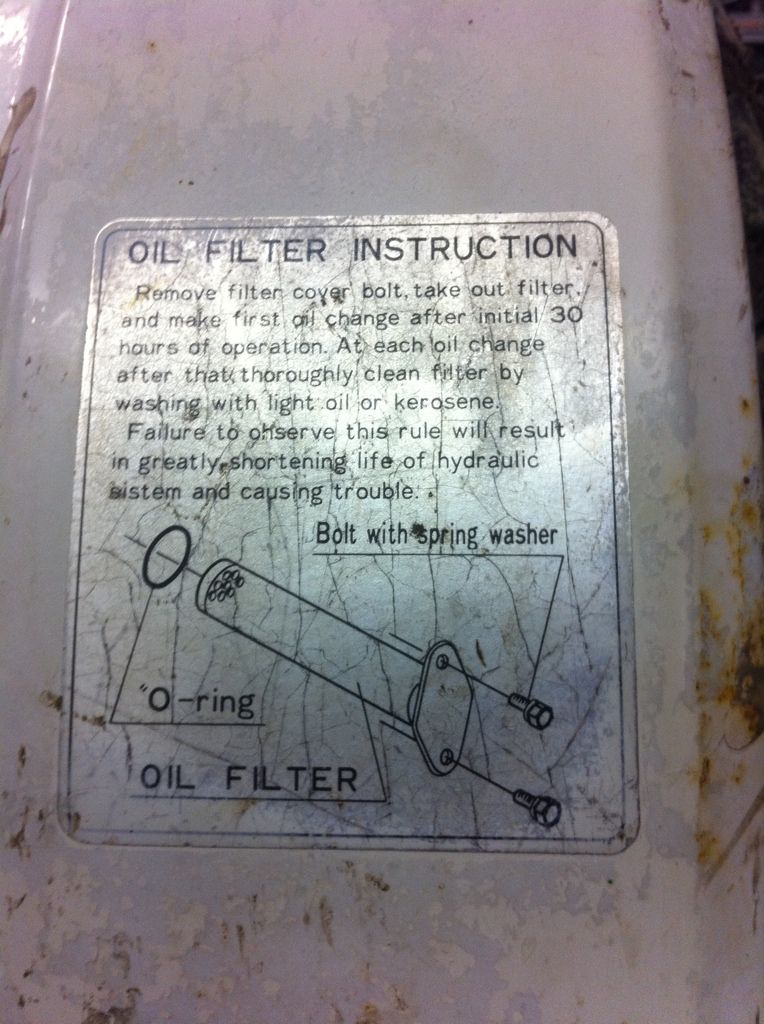 OIL FILTER INSTRUCTION
Remove filter cover bolt, take out filter,
and make first oil change after initial 30
hours of operation. At each oil change
after that, thoroughly clean filter by
washing with light oil or kerosene.
Failure to ohserve this rule will result
in greatly shortening life of hydraulic
sistem and causing trouble.
Bolt with spring washer
"O-ring
OIL FILTER